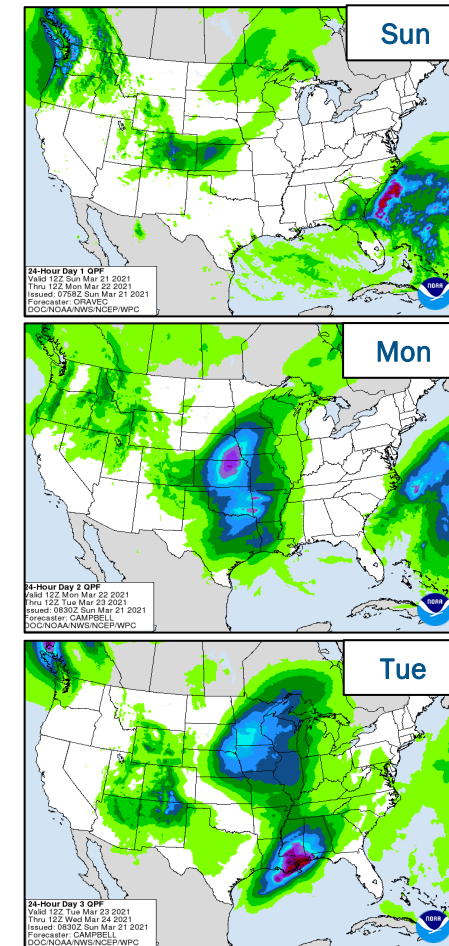 Sun
24-Hour Day 1 QPF
Valid 12Z Sun Mar 21 2021
Thru 12Z Mon Mar 22 2021
Issued: 0758Z Sun Mar 21 2021
Forecaster: ORAVEC
DOC/NOAA/NWS/NCEP/WPC
NOAA
Mon
24-Hour Day 2 QPF
Valid 12Z Mon Mar 22 2021
Thru 12Z Tue Mar 23 2021
Issued: 0830Z Sun Mar 21 2021
Forecaster: CAMPBELL
DOC/NOAA/NWS/NCEP/WPC
NOAA
Tue
24-Hour Day 3 QPF
Valid 12Z Tue Mar 23 2021
Thru 12Z Wed Mar 24 2021
Issued: 0830Z Sun Mar 21 2021
Forecaster: CAMPBELL
DOC/NOAA/NWS/NCEP/WPC
NOAA